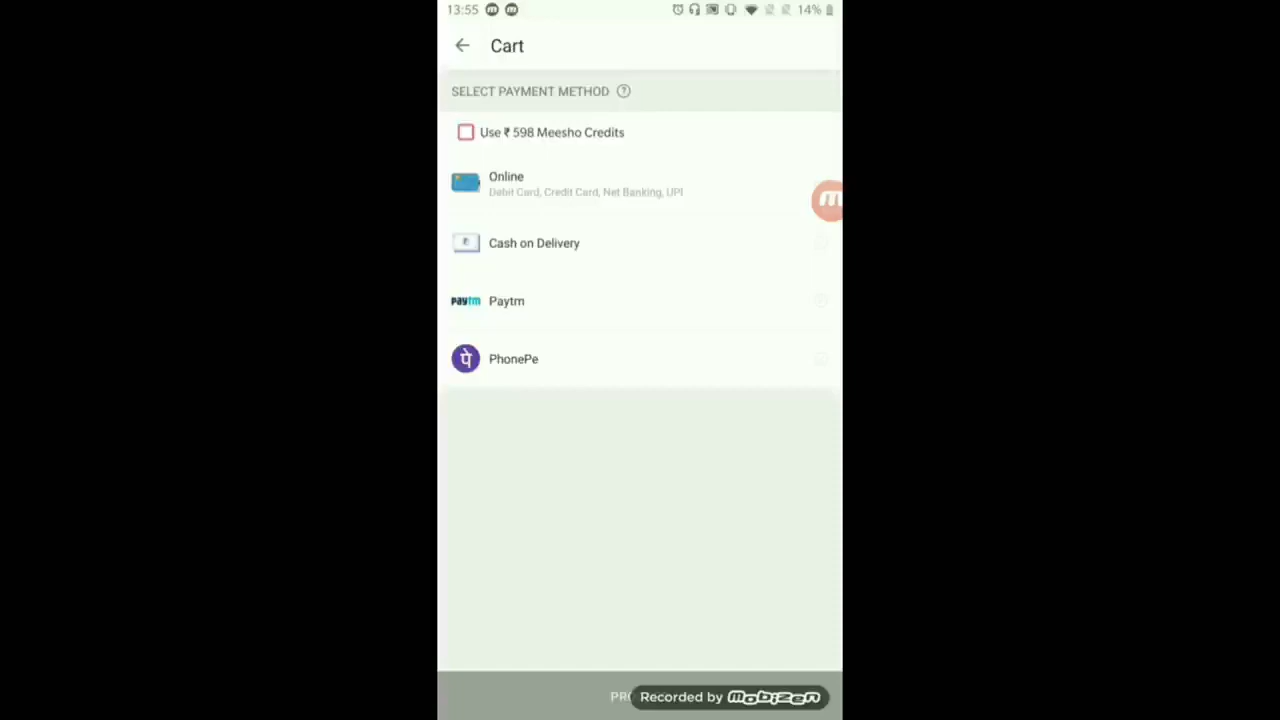 13:55 14%
Cart
SELECT PAYMENT METHOD ?
Use ₹ 598 Meesho Credits
Online
Debit Card, Credit Card, Net Banking, UPI
Cash on Delivery
paytm Paytm
पे PhonePe
Recorded by mobizen